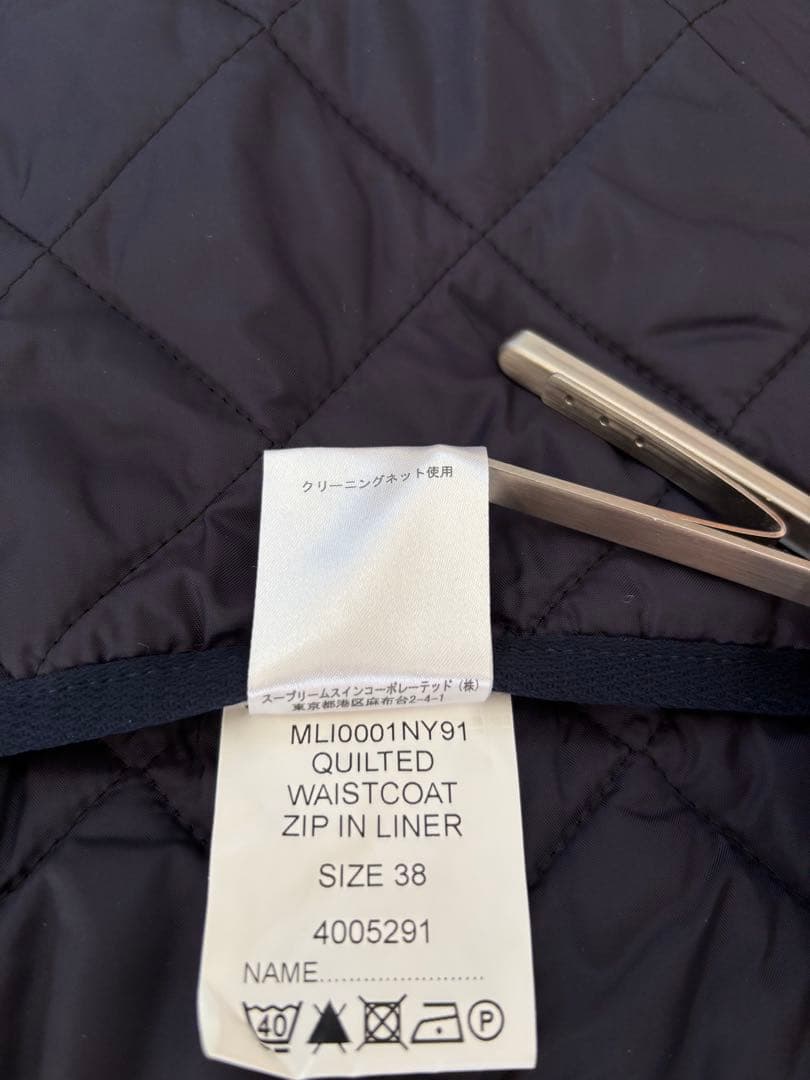 クリーニングネット使用
スープリームスインコーポレーテッド (株)
東京都港区麻布台2-4-1
MLI0001NY91
QUILTED
WAISTCOAT
ZIP IN LINER
SIZE 38
4005291
NAME........................
40 P